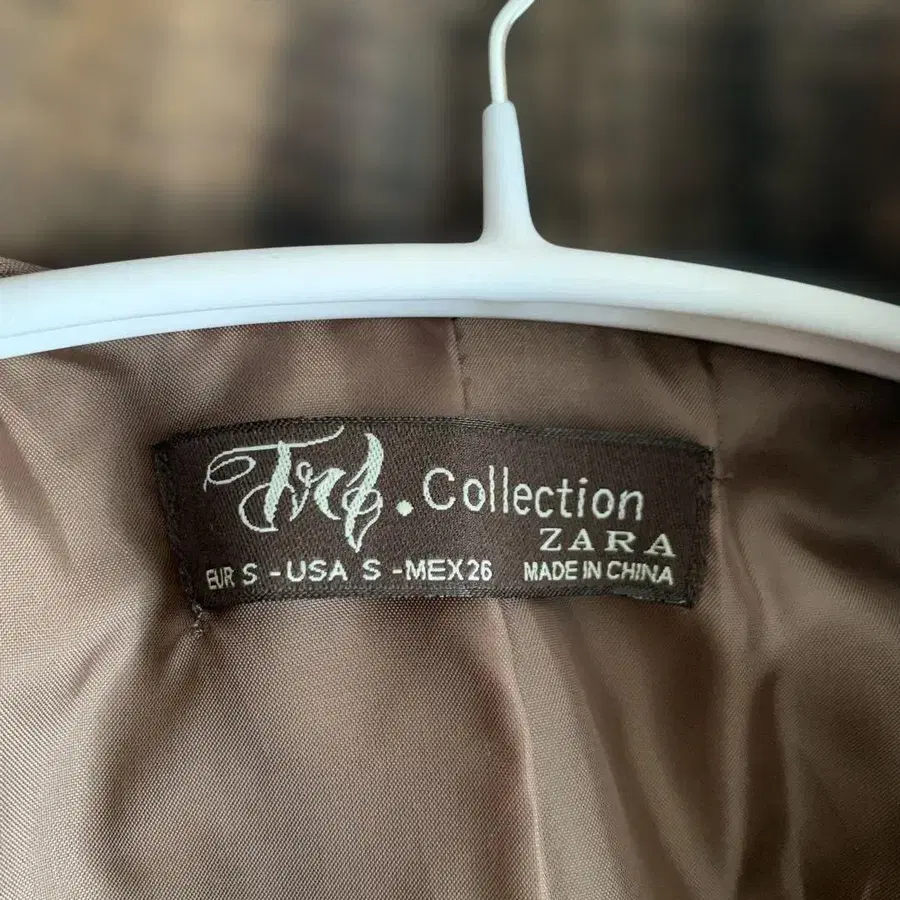 Trf. Collection
ZARA
EUR S - USA S - MEX 26 MADE IN CHINA